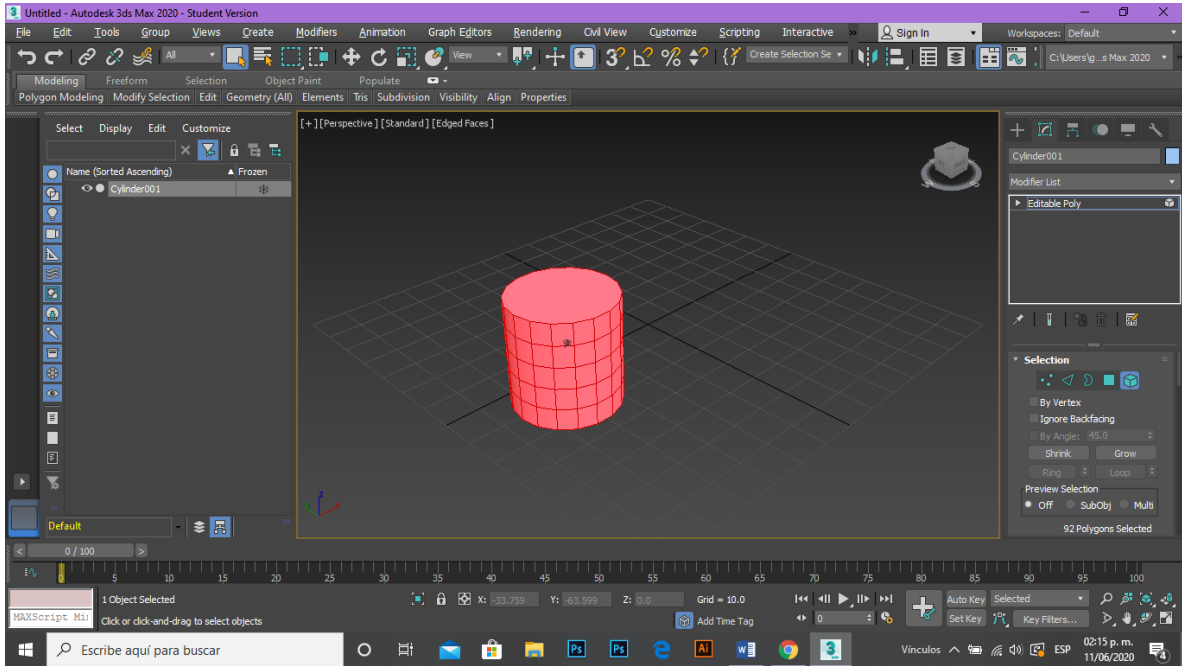 Untitled - Autodesk 3ds Max 2020 - Student Version
File Edit Tools Group Views Create Modifiers Animation Graph Editors Rendering Civil View Customize Scripting Interactive » Sign In Workspaces: Default
All View Create Selection Se C:\Users\g...s Max 2020
Modeling Freeform Selection Object Paint Populate
Polygon Modeling Modify Selection Edit Geometry (All) Elements Tris Subdivision Visibility Align Properties
Select Display Edit Customize
[+] [Perspective] [Standard] [Edged Faces]
Name (Sorted Ascending) ▲ Frozen
Cylinder001
Cylinder001
Modifier List
Editable Poly
Selection
By Vertex
Ignore Backfacing
By Angle: 45.0
Shrink Grow
Ring Loop
Preview Selection
Off SubObj Multi
92 Polygons Selected
z
x
Default
< 0 / 100 >
0 5 10 15 20 25 30 35 40 45 50 55 60 65 70 75 80 85 90 95 100
1 Object Selected X: -33.759 Y: -63.599 Z: 0.0 Grid = 10.0 Auto Key Selected
MAXScript Mi
Click or click-and-drag to select objects Add Time Tag 0 Set Key Key Filters...
Escribe aquí para buscar Ps Ps Ai 3 Vínculos ESP 02:15 p. m.
11/06/2020 4